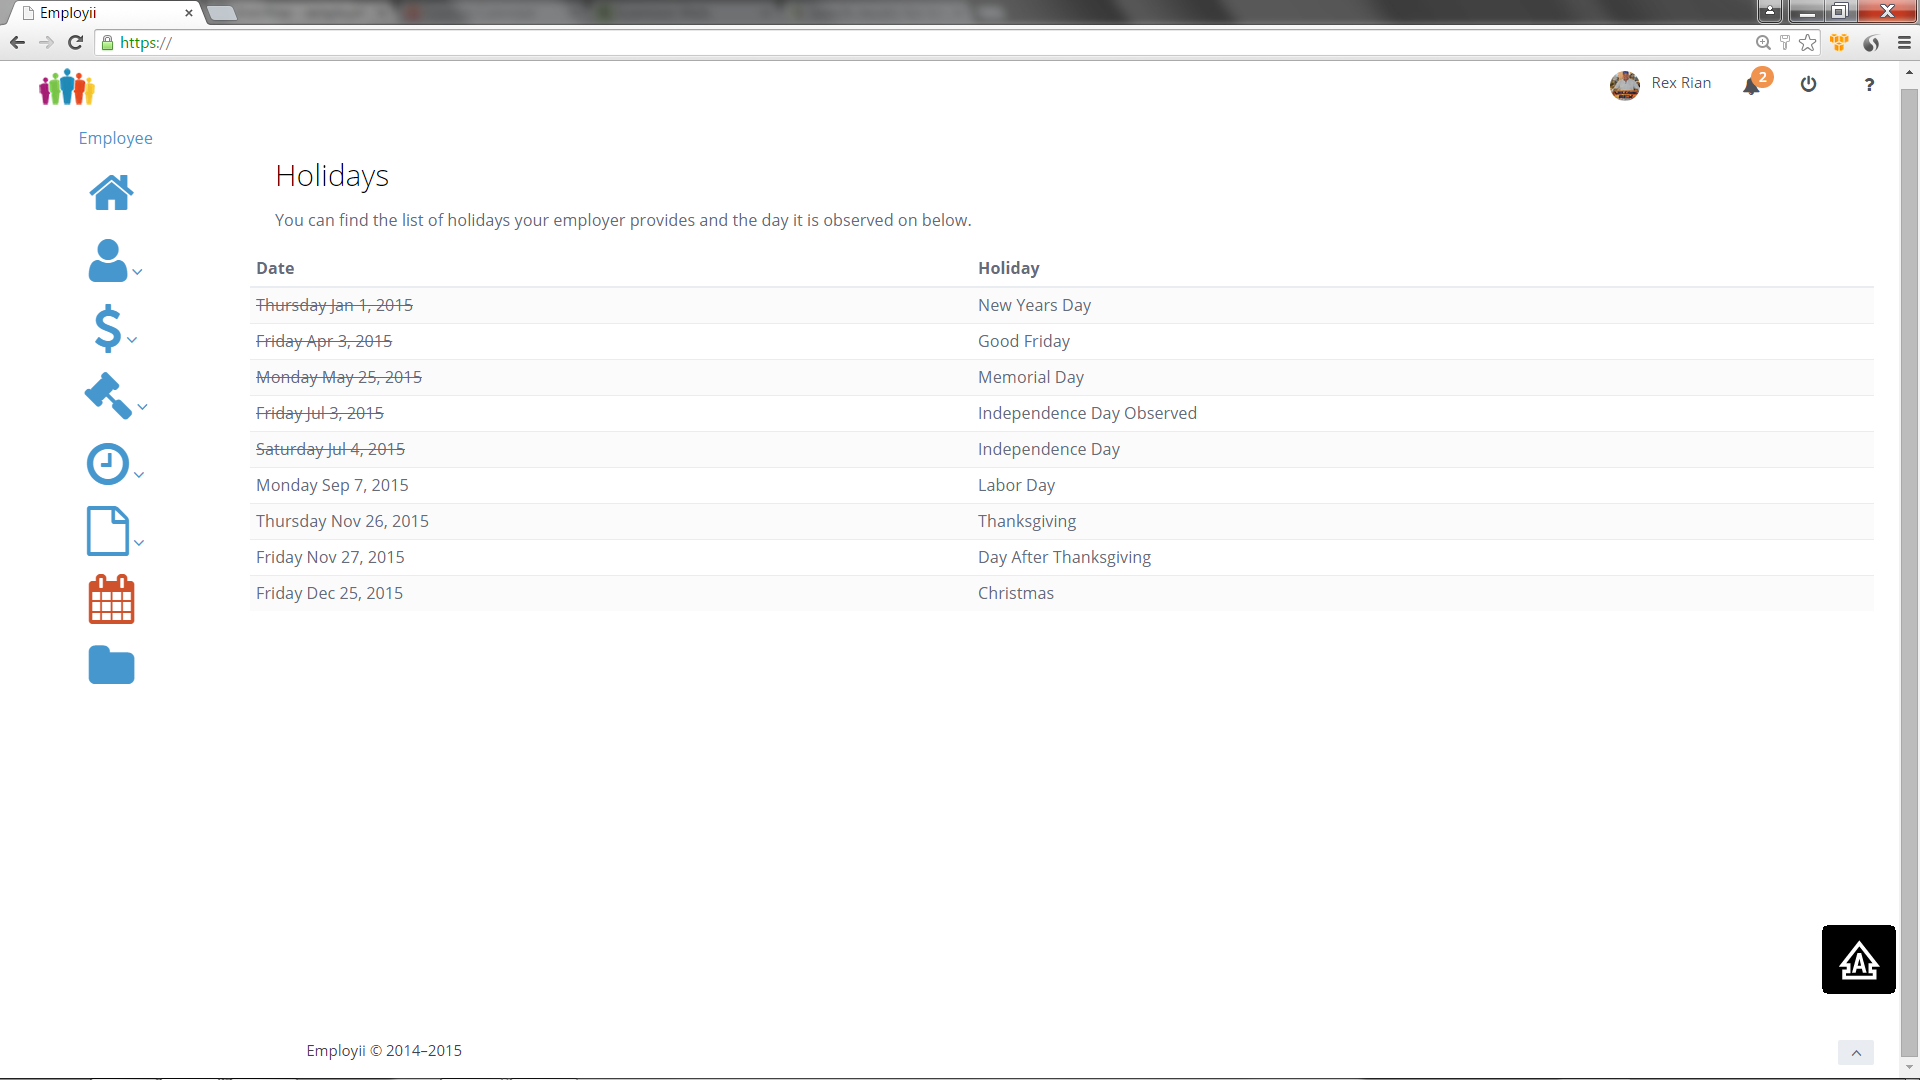 Employii
https://
Rex Rian
2
?
Employee
Holidays
You can find the list of holidays your employer provides and the day it is observed on below.
Date Holiday
Thursday Jan 1, 2015 New Years Day
Friday Apr 3, 2015 Good Friday
Monday May 25, 2015 Memorial Day
Friday Jul 3, 2015 Independence Day Observed
Saturday Jul 4, 2015 Independence Day
Monday Sep 7, 2015 Labor Day
Thursday Nov 26, 2015 Thanksgiving
Friday Nov 27, 2015 Day After Thanksgiving
Friday Dec 25, 2015 Christmas
A
Employii © 2014–2015